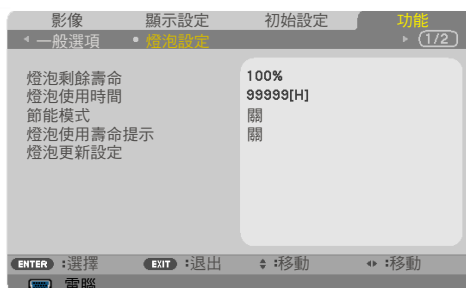 影像 顯示設定 初始設定 功能
一般選項 • 燈泡設定 (1/2)
燈泡剩餘壽命 100%
燈泡使用時間 99999[H]
節能模式 關
燈泡使用壽命提示 關
燈泡更新設定
ENTER :選擇 EXIT :退出 :移動 :移動
電腦